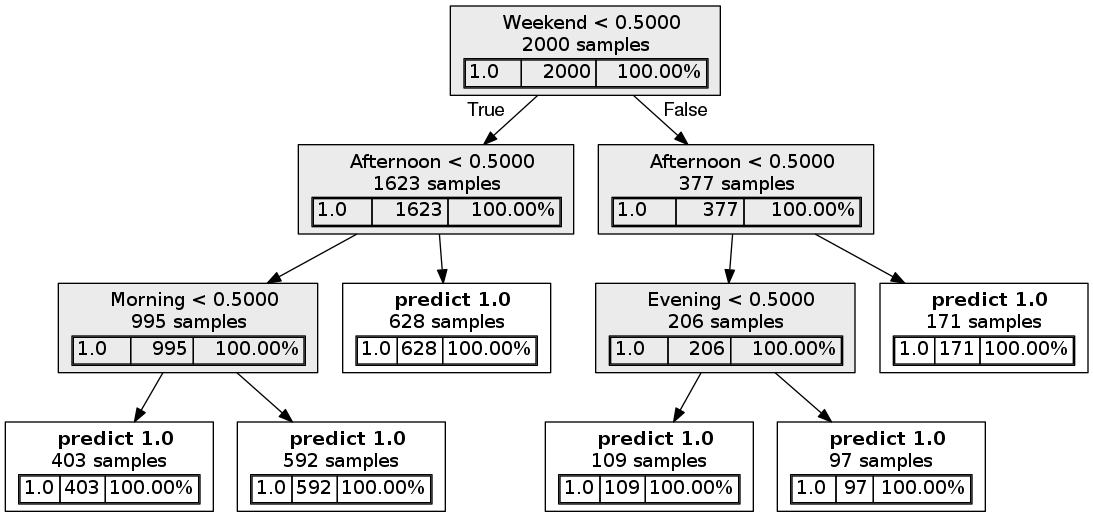 Weekend < 0.5000
2000 samples
1.0 2000 100.00%
True False
Afternoon < 0.5000
1623 samples
1.0 1623 100.00%
Afternoon < 0.5000
377 samples
1.0 377 100.00%
Morning < 0.5000
995 samples
1.0 995 100.00%
predict 1.0
628 samples
1.0 628 100.00%
Evening < 0.5000
206 samples
1.0 206 100.00%
predict 1.0
171 samples
1.0 171 100.00%
predict 1.0
403 samples
1.0 403 100.00%
predict 1.0
592 samples
1.0 592 100.00%
predict 1.0
109 samples
1.0 109 100.00%
predict 1.0
97 samples
1.0 97 100.00%